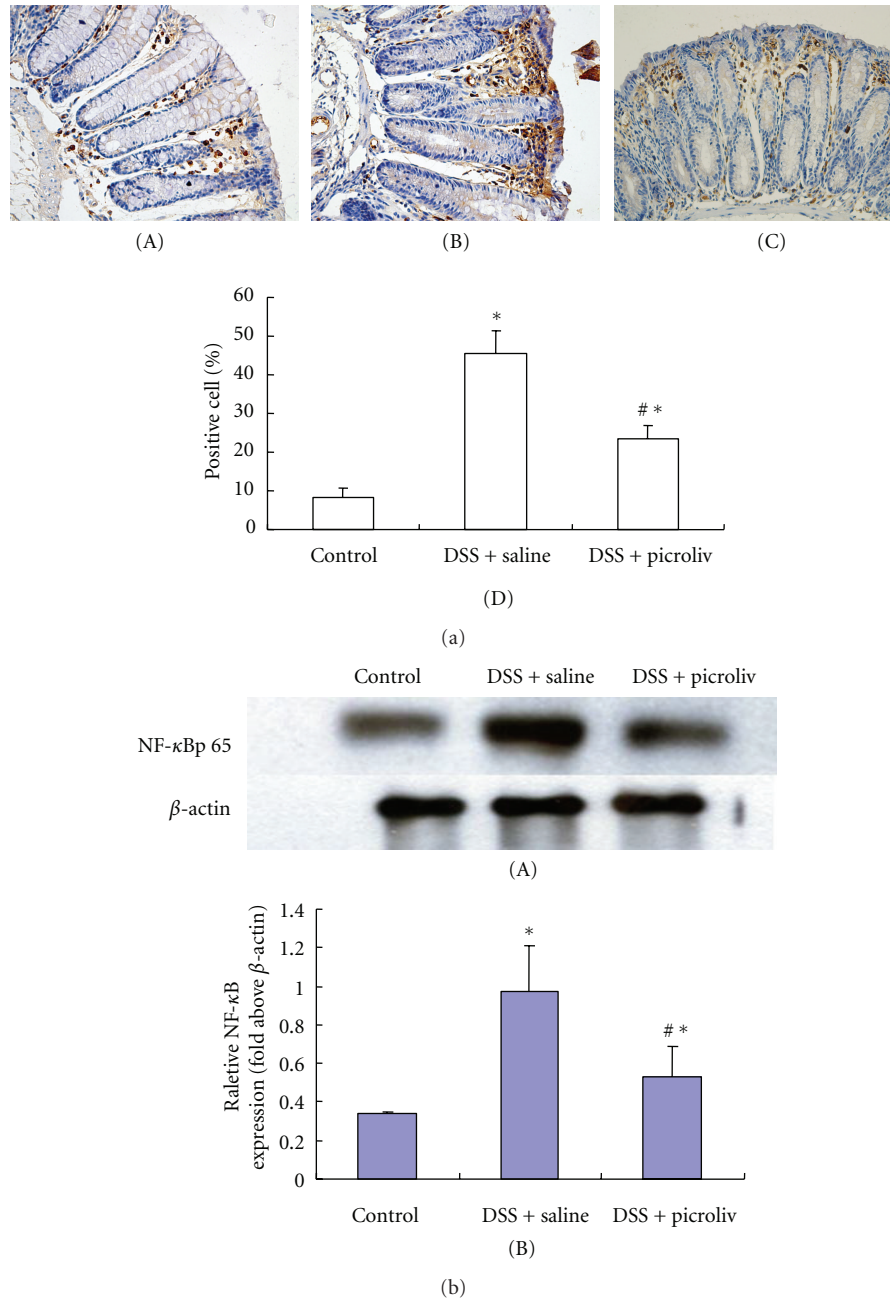 (A) (B) (C)
60
50
40
30
20
10
0
Positive cell (%)
*
# *
Control DSS + saline DSS + picroliv
(D)
(a)
Control DSS + saline DSS + picroliv
NF-κBp 65
β-actin
(A)
1.4
1.2
1
0.8
0.6
0.4
0.2
0
Raletive NF-κB
expression (fold above β-actin)
*
# *
Control DSS + saline DSS + picroliv
(B)
(b)